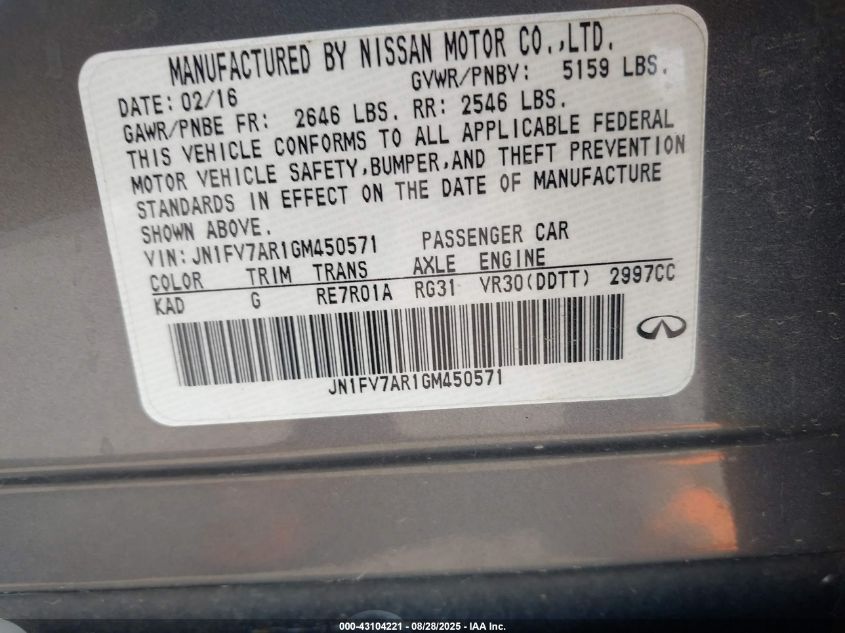 MANUFACTURED BY NISSAN MOTOR CO.,LTD.
DATE: 02/16 GVWR/PNBV: 5159 LBS.
GAWR/PNBE FR: 2646 LBS. RR: 2546 LBS.
THIS VEHICLE CONFORMS TO ALL APPLICABLE FEDERAL
MOTOR VEHICLE SAFETY,BUMPER,AND THEFT PREVENTION
STANDARDS IN EFFECT ON THE DATE OF MANUFACTURE
SHOWN ABOVE.
VIN: JN1FV7AR1GM450571 PASSENGER CAR
COLOR TRIM TRANS AXLE ENGINE
KAD G RE7R01A RG31 VR30(DDTT) 2997CC
JN1FV7AR1GM450571
000-43104221 - 08/28/2025 - IAA Inc.